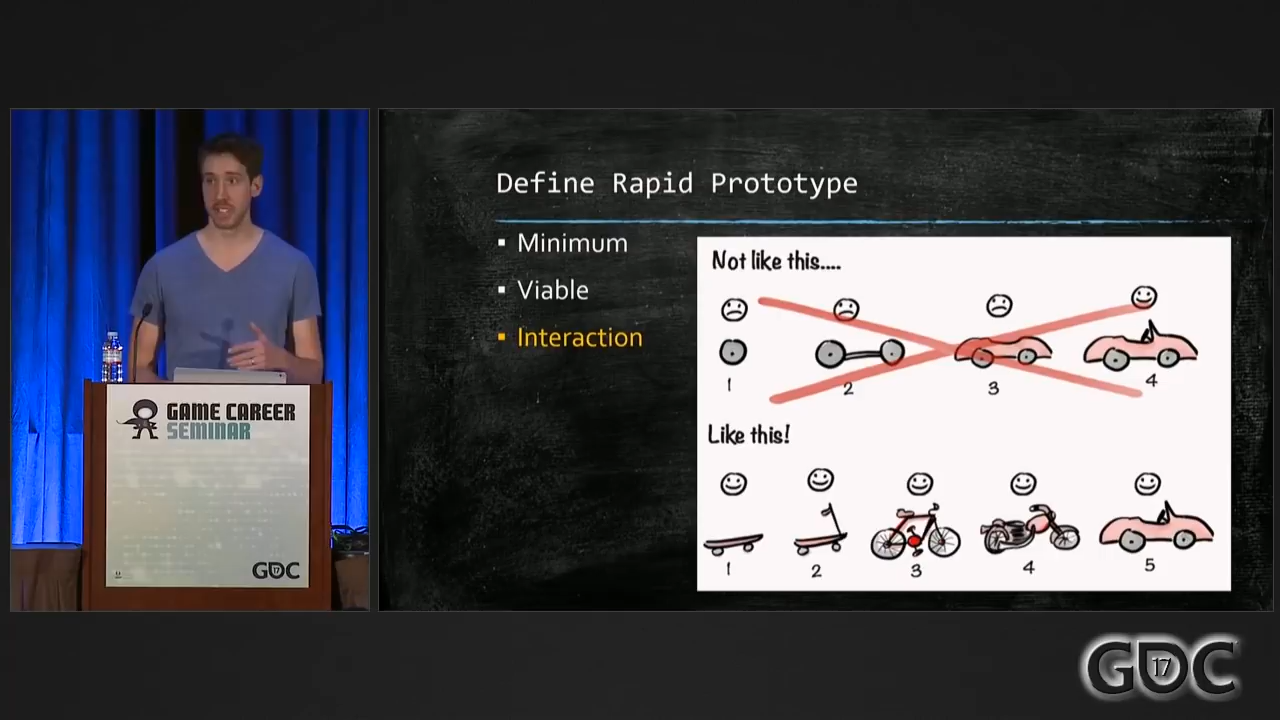 Define Rapid Prototype
Minimum
Viable
Interaction
Not like this....
1
2
3
4
Like this!
1
2
3
4
5
GAME CAREER
SEMINAR
GDC
17
GDC
17